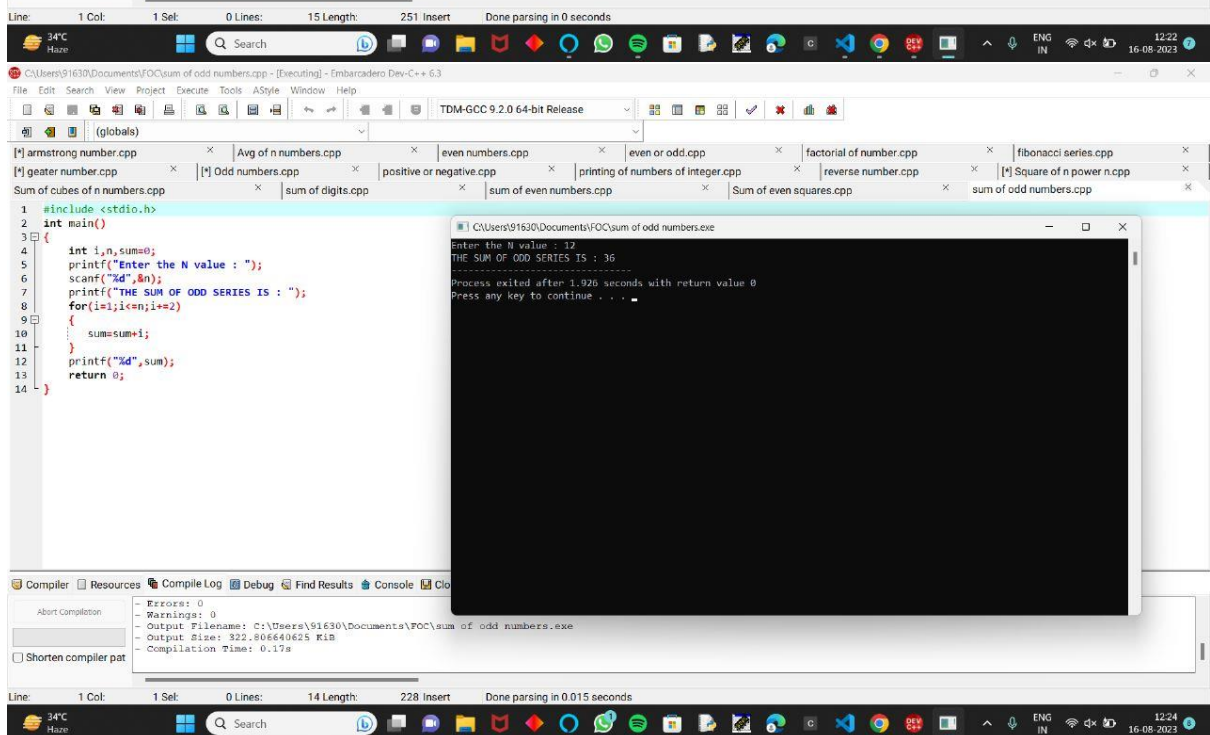 Line: 1 Col: 1 Sel: 0 Lines: 15 Length: 251 Insert Done parsing in 0 seconds
34°C
Haze
Search
ENG
IN
12:22
16-08-2023
C:\Users\91630\Documents\FOC\sum of odd numbers.cpp - [Executing] - Embarcadero Dev-C++ 6.3
File Edit Search View Project Execute Tools AStyle Window Help
TDM-GCC 9.2.0 64-bit Release
(globals)
[*] armstrong number.cpp Avg of n numbers.cpp even numbers.cpp even or odd.cpp factorial of number.cpp fibonacci series.cpp
[*] geater number.cpp [*] Odd numbers.cpp positive or negative.cpp printing of numbers of integer.cpp reverse number.cpp [*] Square of n power n.cpp
Sum of cubes of n numbers.cpp sum of digits.cpp sum of even numbers.cpp Sum of even squares.cpp sum of odd numbers.cpp
1 #include <stdio.h>
2 int main()
3 {
4 int i,n,sum=0;
5 printf("Enter the N value : ");
6 scanf("%d",&n);
7 printf("THE SUM OF ODD SERIES IS : ");
8 for(i=1;i<=n;i+=2)
9 {
10 sum=sum+i;
11 }
12 printf("%d",sum);
13 return 0;
14 }
C:\Users\91630\Documents\FOC\sum of odd numbers.exe
Enter the N value : 12
THE SUM OF ODD SERIES IS : 36
--------------------------------
Process exited after 1.926 seconds with return value 0
Press any key to continue . . .
Compiler Resources Compile Log Debug Find Results Console Clo
Abort Compilation
Shorten compiler pat
- Errors: 0
- Warnings: 0
- Output Filename: C:\Users\91630\Documents\FOC\sum of odd numbers.exe
- Output Size: 322.806640625 KiB
- Compilation Time: 0.17s
Line: 1 Col: 1 Sel: 0 Lines: 14 Length: 228 Insert Done parsing in 0.015 seconds
34°C
Haze
Search
ENG
IN
12:24
16-08-2023